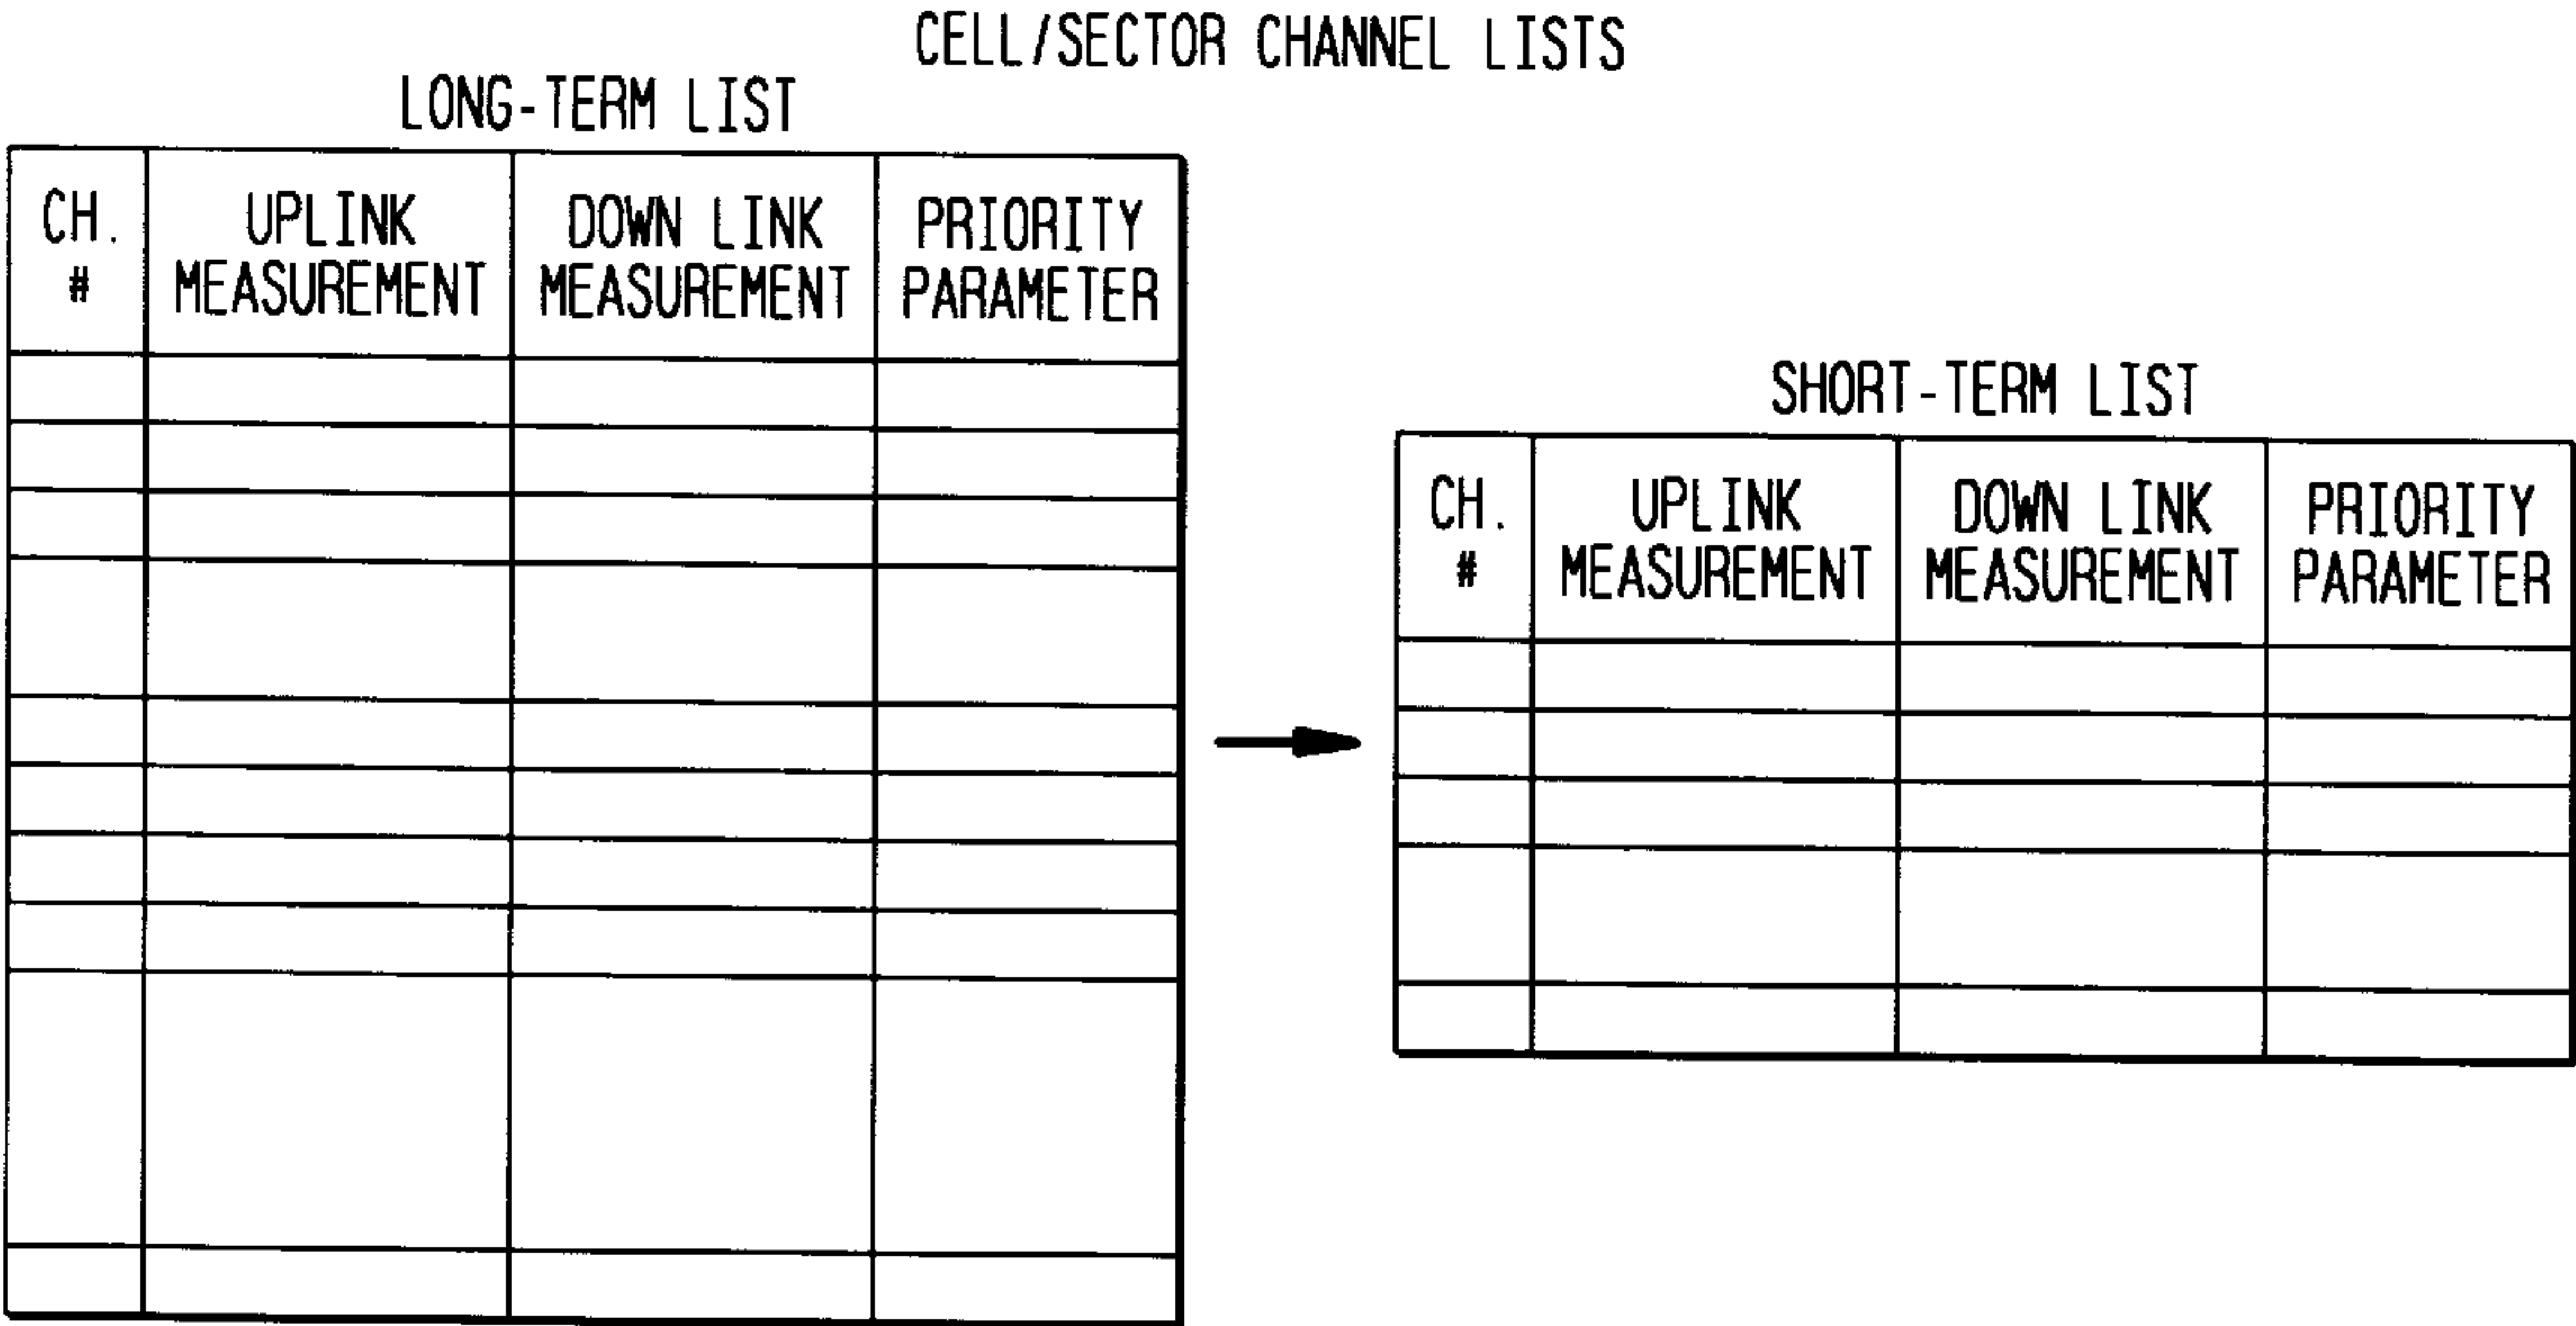 CELL/SECTOR CHANNEL LISTS
LONG-TERM LIST
CH.
#
UPLINK
MEASUREMENT
DOWN LINK
MEASUREMENT
PRIORITY
PARAMETER
SHORT-TERM LIST
CH.
#
UPLINK
MEASUREMENT
DOWN LINK
MEASUREMENT
PRIORITY
PARAMETER